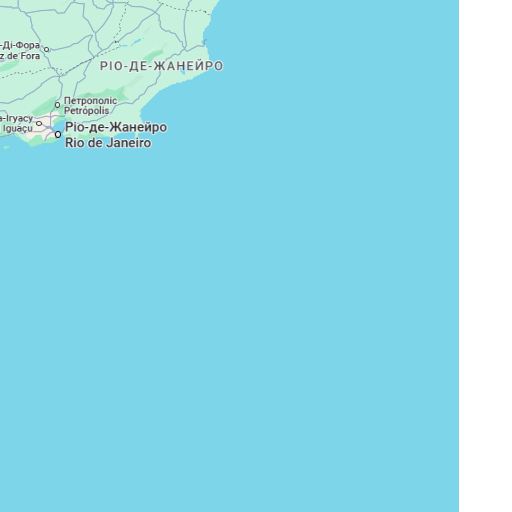 -Ді-Фора
z de Fora
РІО-ДЕ-ЖАНЕЙРО
Петрополіс
Petrópolis
а-Ігуасу
Iguaçu
Ріо-де-Жанейро
Rio de Janeiro